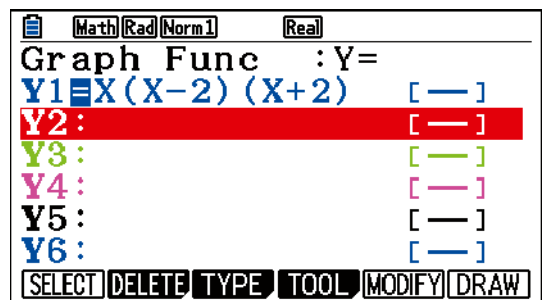 Math Rad Norm1 Real
Graph Func :Y=
Y1=X(X−2)(X+2) [—]
Y2: [—]
Y3: [—]
Y4: [—]
Y5: [—]
Y6: [—]
SELECT DELETE TYPE TOOL MODIFY DRAW